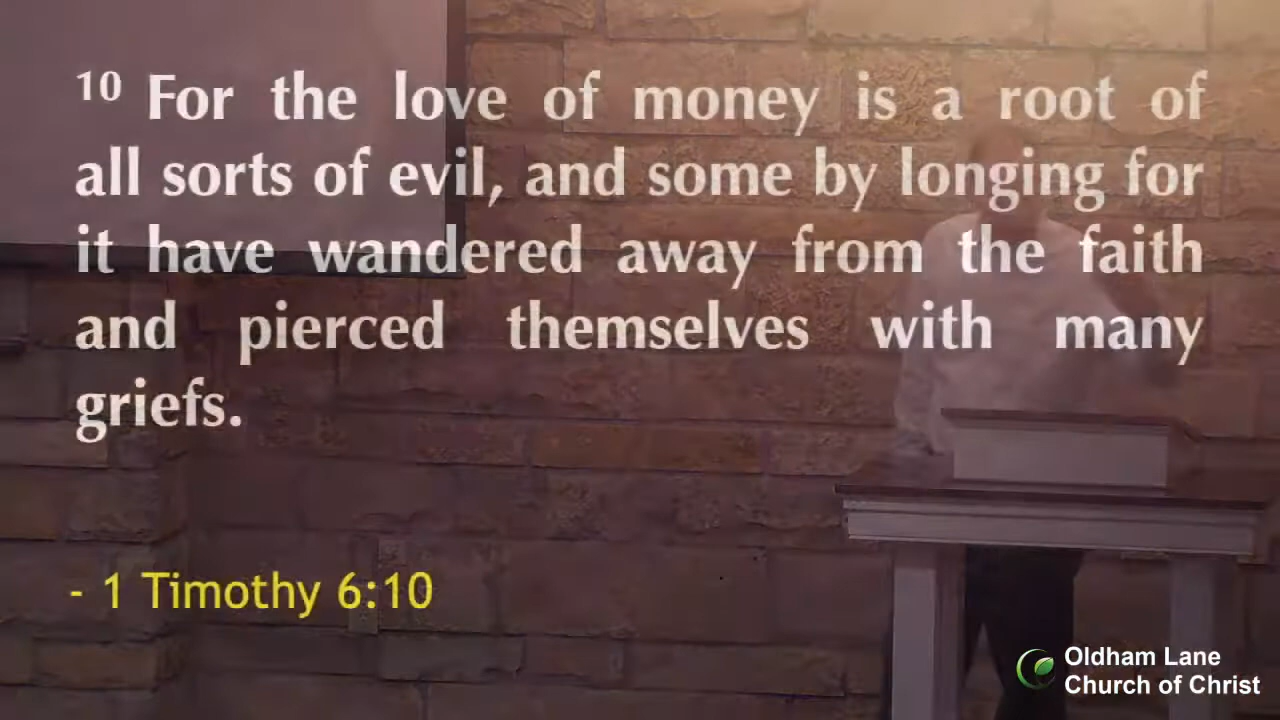 10 For the love of money is a root of
all sorts of evil, and some by longing for
it have wandered away from the faith
and pierced themselves with many
griefs.
- 1 Timothy 6:10
Oldham Lane
Church of Christ